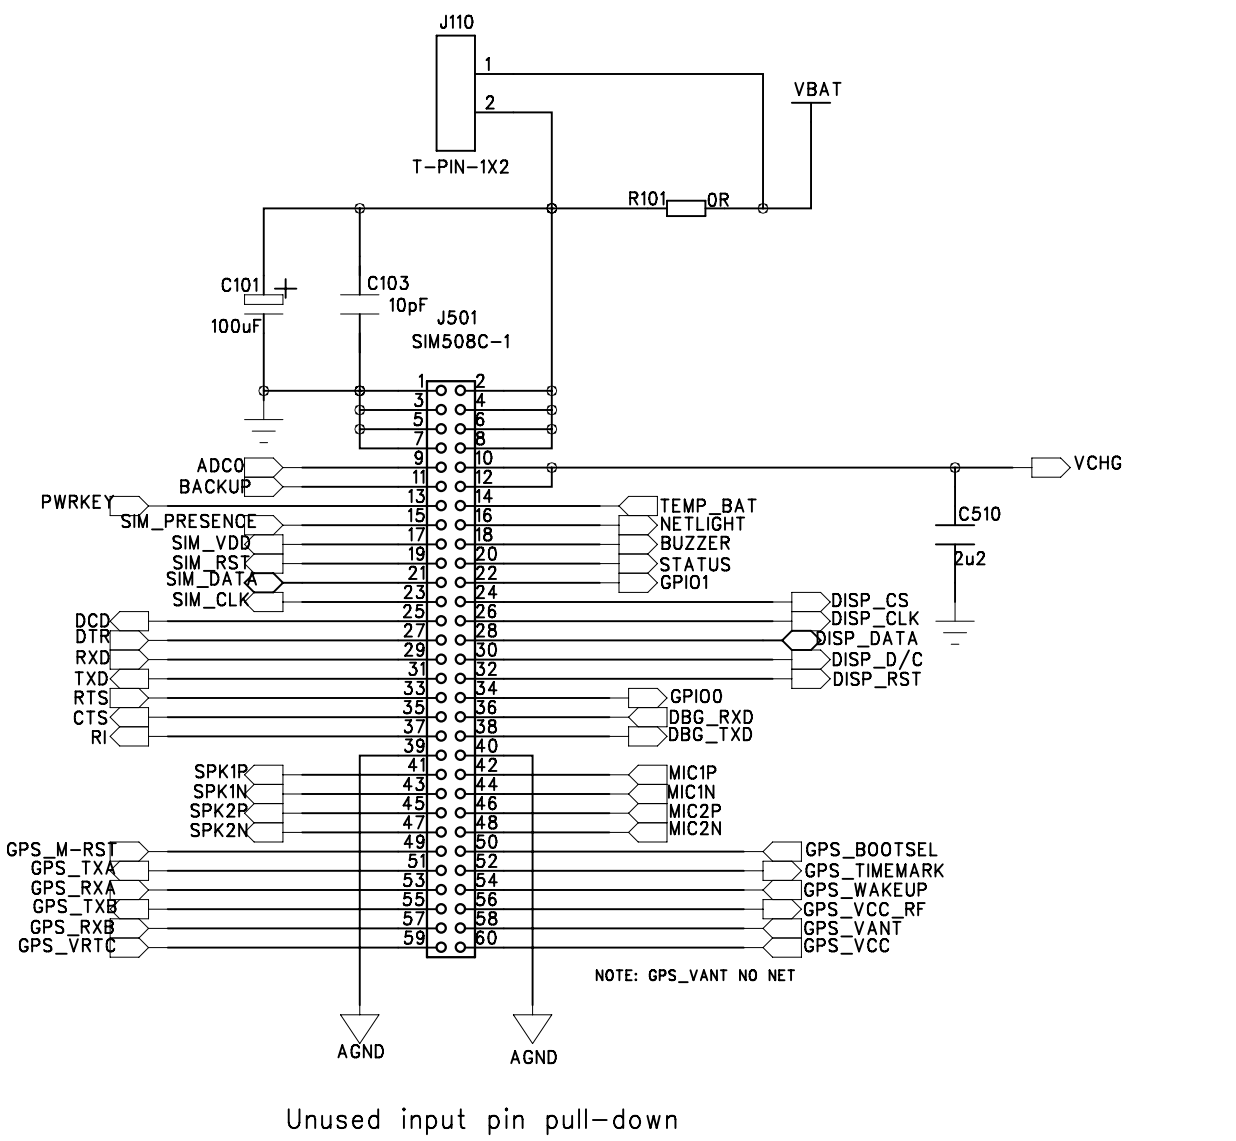 J110
1
2
T-PIN-1X2
VBAT
R101 0R
C101
100uF
C103
10pF
J501
SIM508C-1
1 2
3 4
5 6
7 8
ADC0 9 10 VCHG
BACKUP 11 12
PWRKEY 13 14 TEMP_BAT
SIM_PRESENCE 15 16 NETLIGHT
SIM_VDD 17 18 BUZZER
SIM_RST 19 20 STATUS
SIM_DATA 21 22 GPIO1
SIM_CLK 23 24 DISP_CS
DCD 25 26 DISP_CLK
DTR 27 28 DISP_DATA
RXD 29 30 DISP_D/C
TXD 31 32 DISP_RST
RTS 33 34 GPIO0
CTS 35 36 DBG_RXD
RI 37 38 DBG_TXD
39 40
SPK1P 41 42 MIC1P
SPK1N 43 44 MIC1N
SPK2P 45 46 MIC2P
SPK2N 47 48 MIC2N
GPS_M-RST 49 50 GPS_BOOTSEL
GPS_TXA 51 52 GPS_TIMEMARK
GPS_RXA 53 54 GPS_WAKEUP
GPS_TXB 55 56 GPS_VCC_RF
GPS_RXB 57 58 GPS_VANT
GPS_VRTC 59 60 GPS_VCC
C510
2u2
NOTE: GPS_VANT NO NET
AGND
AGND
Unused input pin pull-down